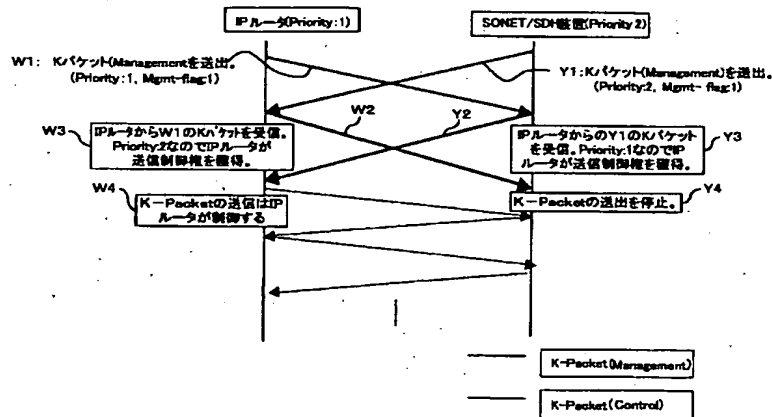 IPルータ(Priority:1)
SONET/SDH装置(Priority 2)
W1: Kパケット(Managementを送出。
(Priority:1, Mgmt-flag:1)
Y1:Kパケット(Management)を送出。
(Priority:2, Mgmt-flag:1)
W2
Y2
W3
IPルータからW1のKパケットを受信。
Priority:2なのでIPルータが
送信制御権を獲得。
IPルータからのY1のKパケット
を受信。Priority:1なのでIP
ルータが送信制御権を獲得。
Y3
W4
K-Packetの送信はIP
ルータが制御する
K-Packetの送出を停止。
Y4
K-Packet(Management)
K-Packet(Control)